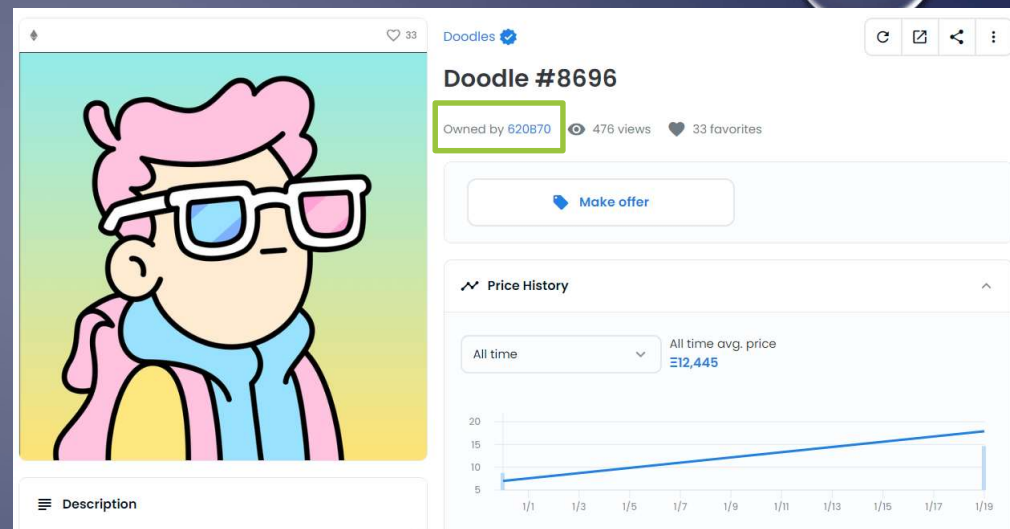 33
Doodles
Doodle #8696
Owned by 620B70 476 views 33 favorites
Make offer
Price History
All time
All time avg. price
Ξ12,445
20
15
10
5
1/1 1/3 1/5 1/7 1/9 1/11 1/13 1/15 1/17 1/19
Description